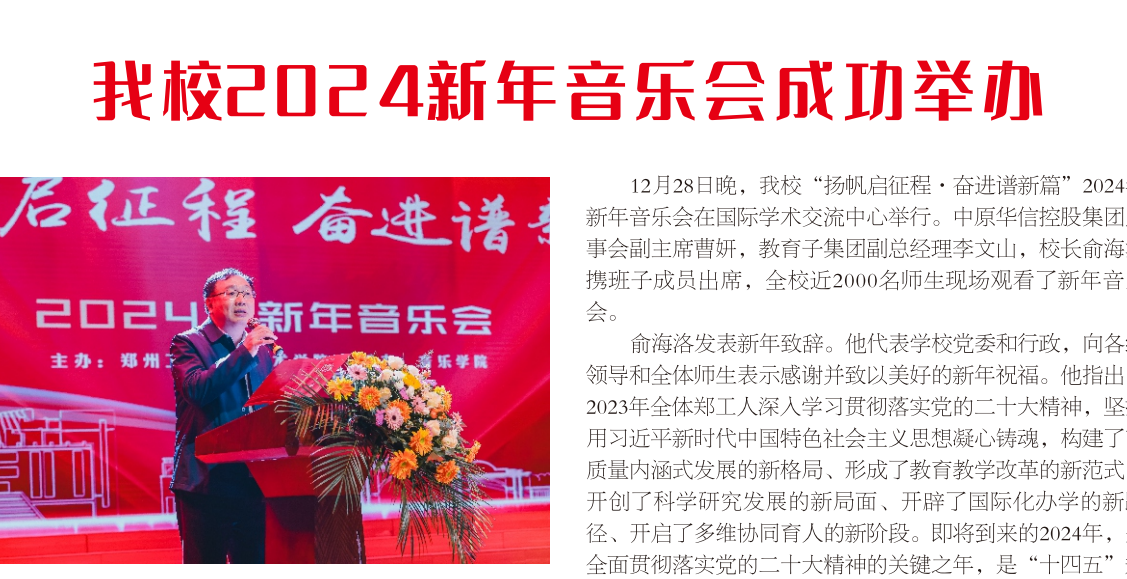 我校2024新年音乐会成功举办
启征程 奋进谱
2024 新年音乐会
主办：郑州 乐学院
12月28日晚，我校“扬帆启征程·奋进谱新篇”2024
新年音乐会在国际学术交流中心举行。中原华信控股集团
事会副主席曹妍，教育子集团副总经理李文山，校长俞海
携班子成员出席，全校近2000名师生现场观看了新年音
会。
俞海洛发表新年致辞。他代表学校党委和行政，向各
领导和全体师生表示感谢并致以美好的新年祝福。他指出
2023年全体郑工人深入学习贯彻落实党的二十大精神，坚
用习近平新时代中国特色社会主义思想凝心铸魂，构建了
质量内涵式发展的新格局、形成了教育教学改革的新范式
开创了科学研究发展的新局面、开辟了国际化办学的新
径、开启了多维协同育人的新阶段。即将到来的2024年，
全面贯彻落实党的二十大精神的关键之年，是“十四五”